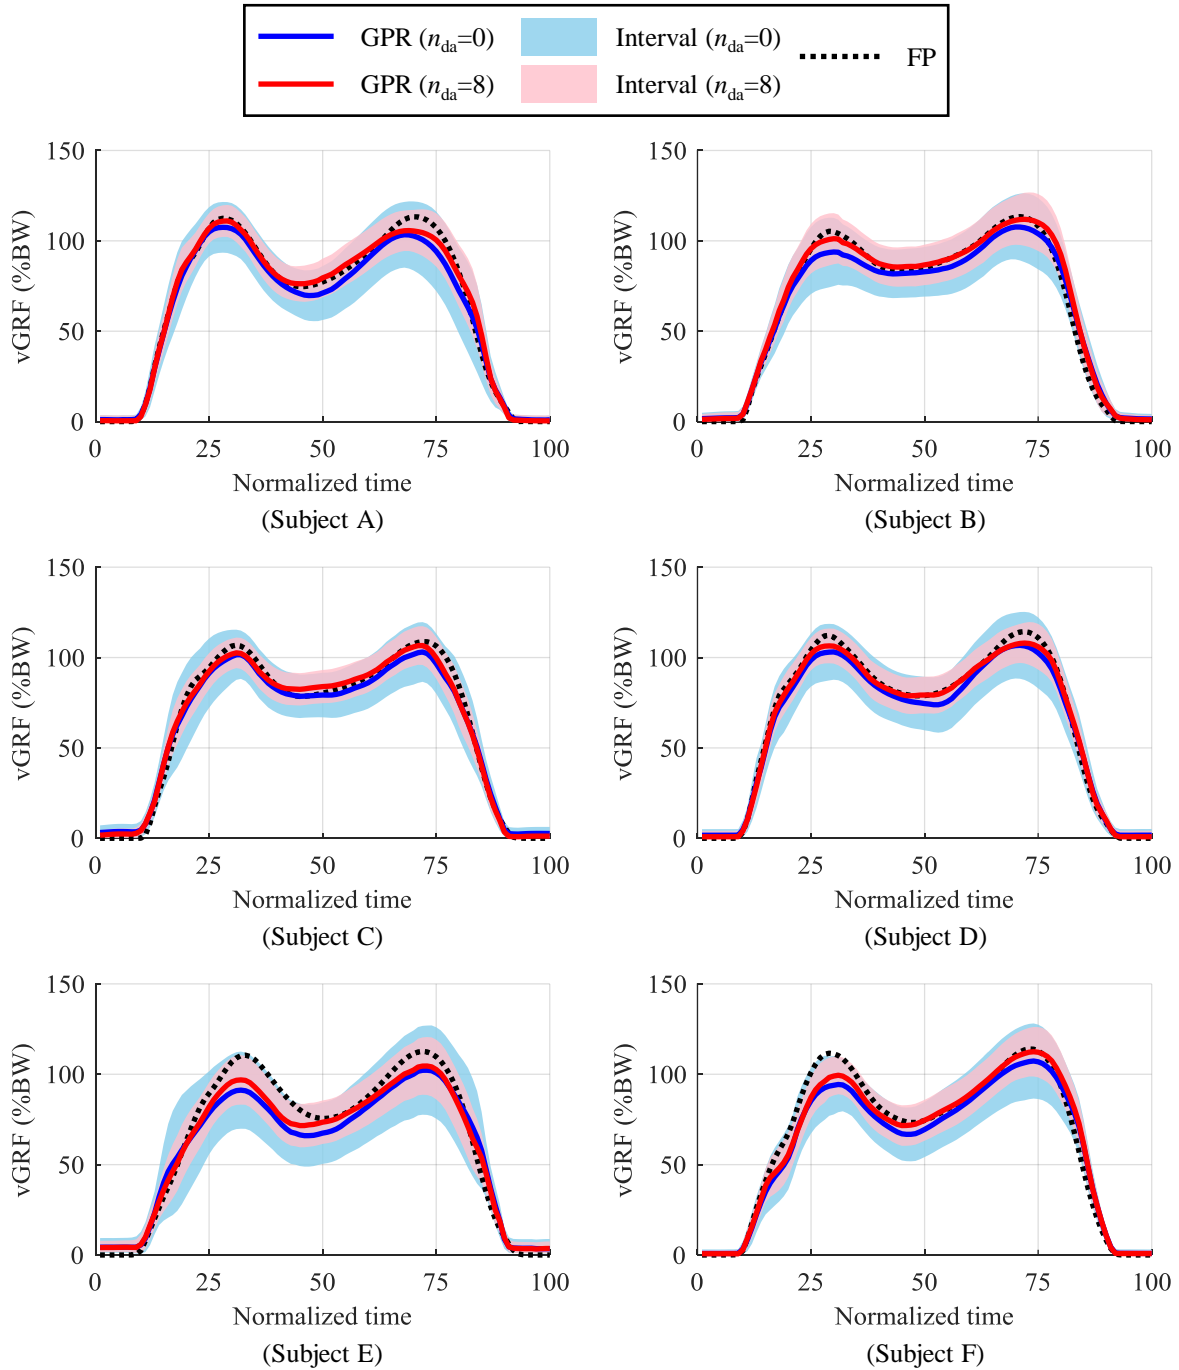 GPR (nda=0) Interval (nda=0) FP
GPR (nda=8) Interval (nda=8)
150
100
50
0
vGRF (%BW)
0 25 50 75 100
Normalized time
(Subject A)
150
100
50
0
vGRF (%BW)
0 25 50 75 100
Normalized time
(Subject B)
150
100
50
0
vGRF (%BW)
0 25 50 75 100
Normalized time
(Subject C)
150
100
50
0
vGRF (%BW)
0 25 50 75 100
Normalized time
(Subject D)
150
100
50
0
vGRF (%BW)
0 25 50 75 100
Normalized time
(Subject E)
150
100
50
0
vGRF (%BW)
0 25 50 75 100
Normalized time
(Subject F)